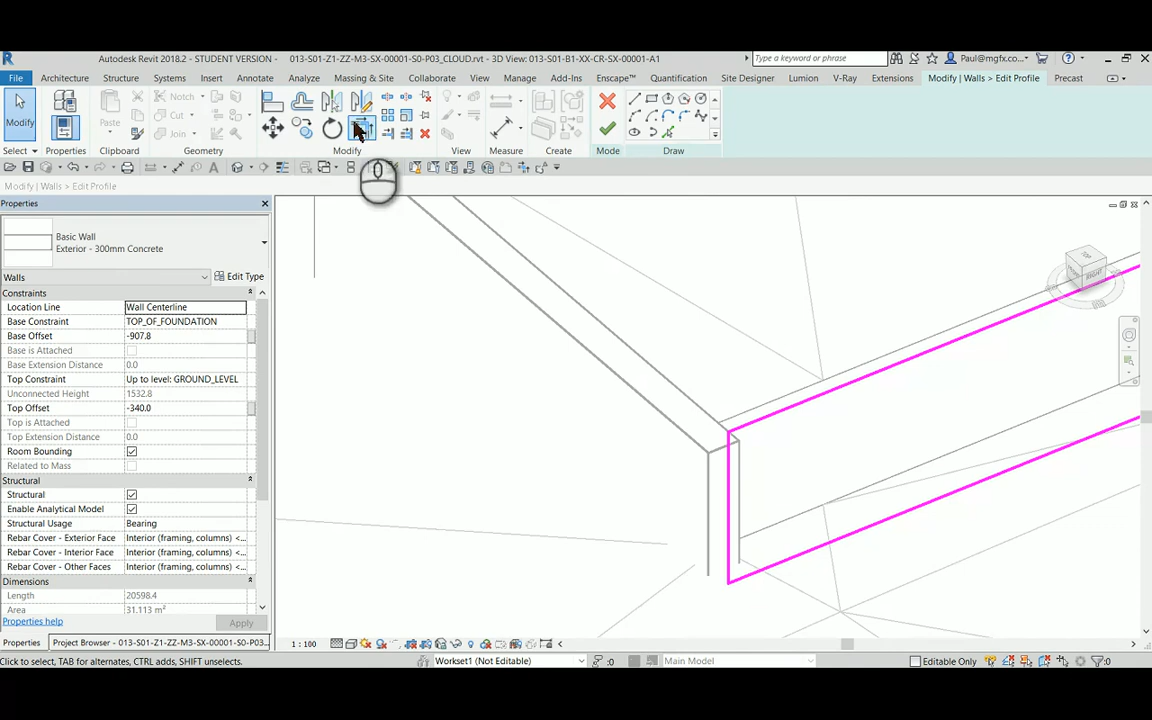 Autodesk Revit 2018.2 - STUDENT VERSION - 013-S01-Z1-ZZ-M3-SX-00001-S0-P03_CLOUD.rvt - 3D View: 013-S01-B1-XX-CR-SX-00001-A1
Type a keyword or phrase
Paul@mgfx.co...
File Architecture Structure Systems Insert Annotate Analyze Massing & Site Collaborate View Manage Add-Ins Enscape™ Quantification Site Designer Lumion V-Ray Extensions Modify | Walls > Edit Profile Precast
Modify
Paste
Notch
Cut
Join
Select Properties Clipboard Geometry Modify View Measure Create Mode Draw
Modify | Walls > Edit Profile
Properties
Basic Wall
Exterior - 300mm Concrete
Walls
Edit Type
Constraints
Location Line Wall Centerline
Base Constraint TOP_OF_FOUNDATION
Base Offset -907.8
Base is Attached
Base Extension Distance 0.0
Top Constraint Up to level: GROUND_LEVEL
Unconnected Height 1532.8
Top Offset -340.0
Top is Attached
Top Extension Distance 0.0
Room Bounding
Related to Mass
Structural
Structural
Enable Analytical Model
Structural Usage Bearing
Rebar Cover - Exterior Face Interior (framing, columns) <...
Rebar Cover - Interior Face Interior (framing, columns) <...
Rebar Cover - Other Faces Interior (framing, columns) <...
Dimensions
Length 20598.4
Area 31.113 m²
Properties help
Apply
TOP
RIGHT
Properties
Project Browser - 013-S01-Z1-ZZ-M3-SX-00001-S0-P03...
1 : 100
Click to select, TAB for alternates, CTRL adds, SHIFT unselects.
Workset1 (Not Editable)
:0
Main Model
Editable Only
:0